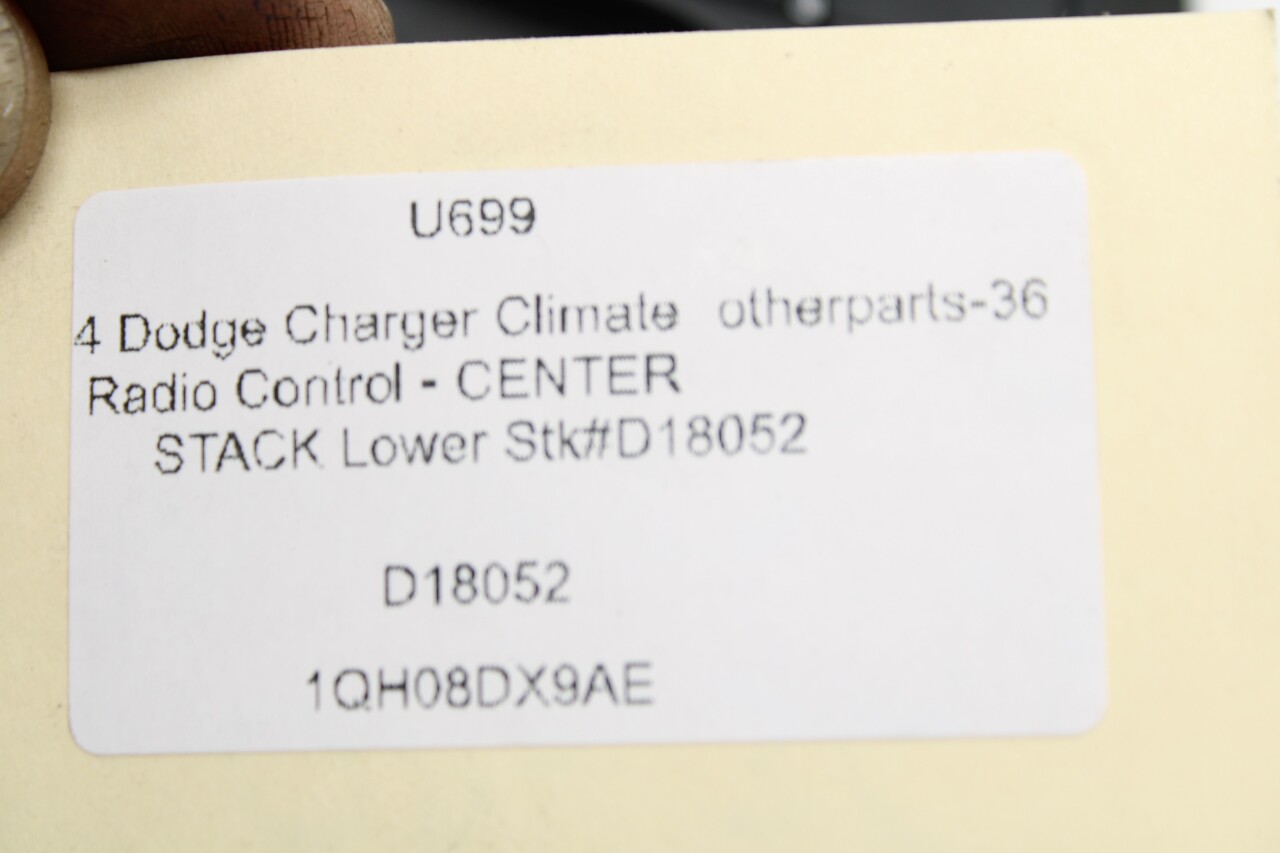 U699
4 Dodge Charger Climate otherparts-36
Radio Control - CENTER
STACK Lower Stk#D18052
D18052
1QH08DX9AE